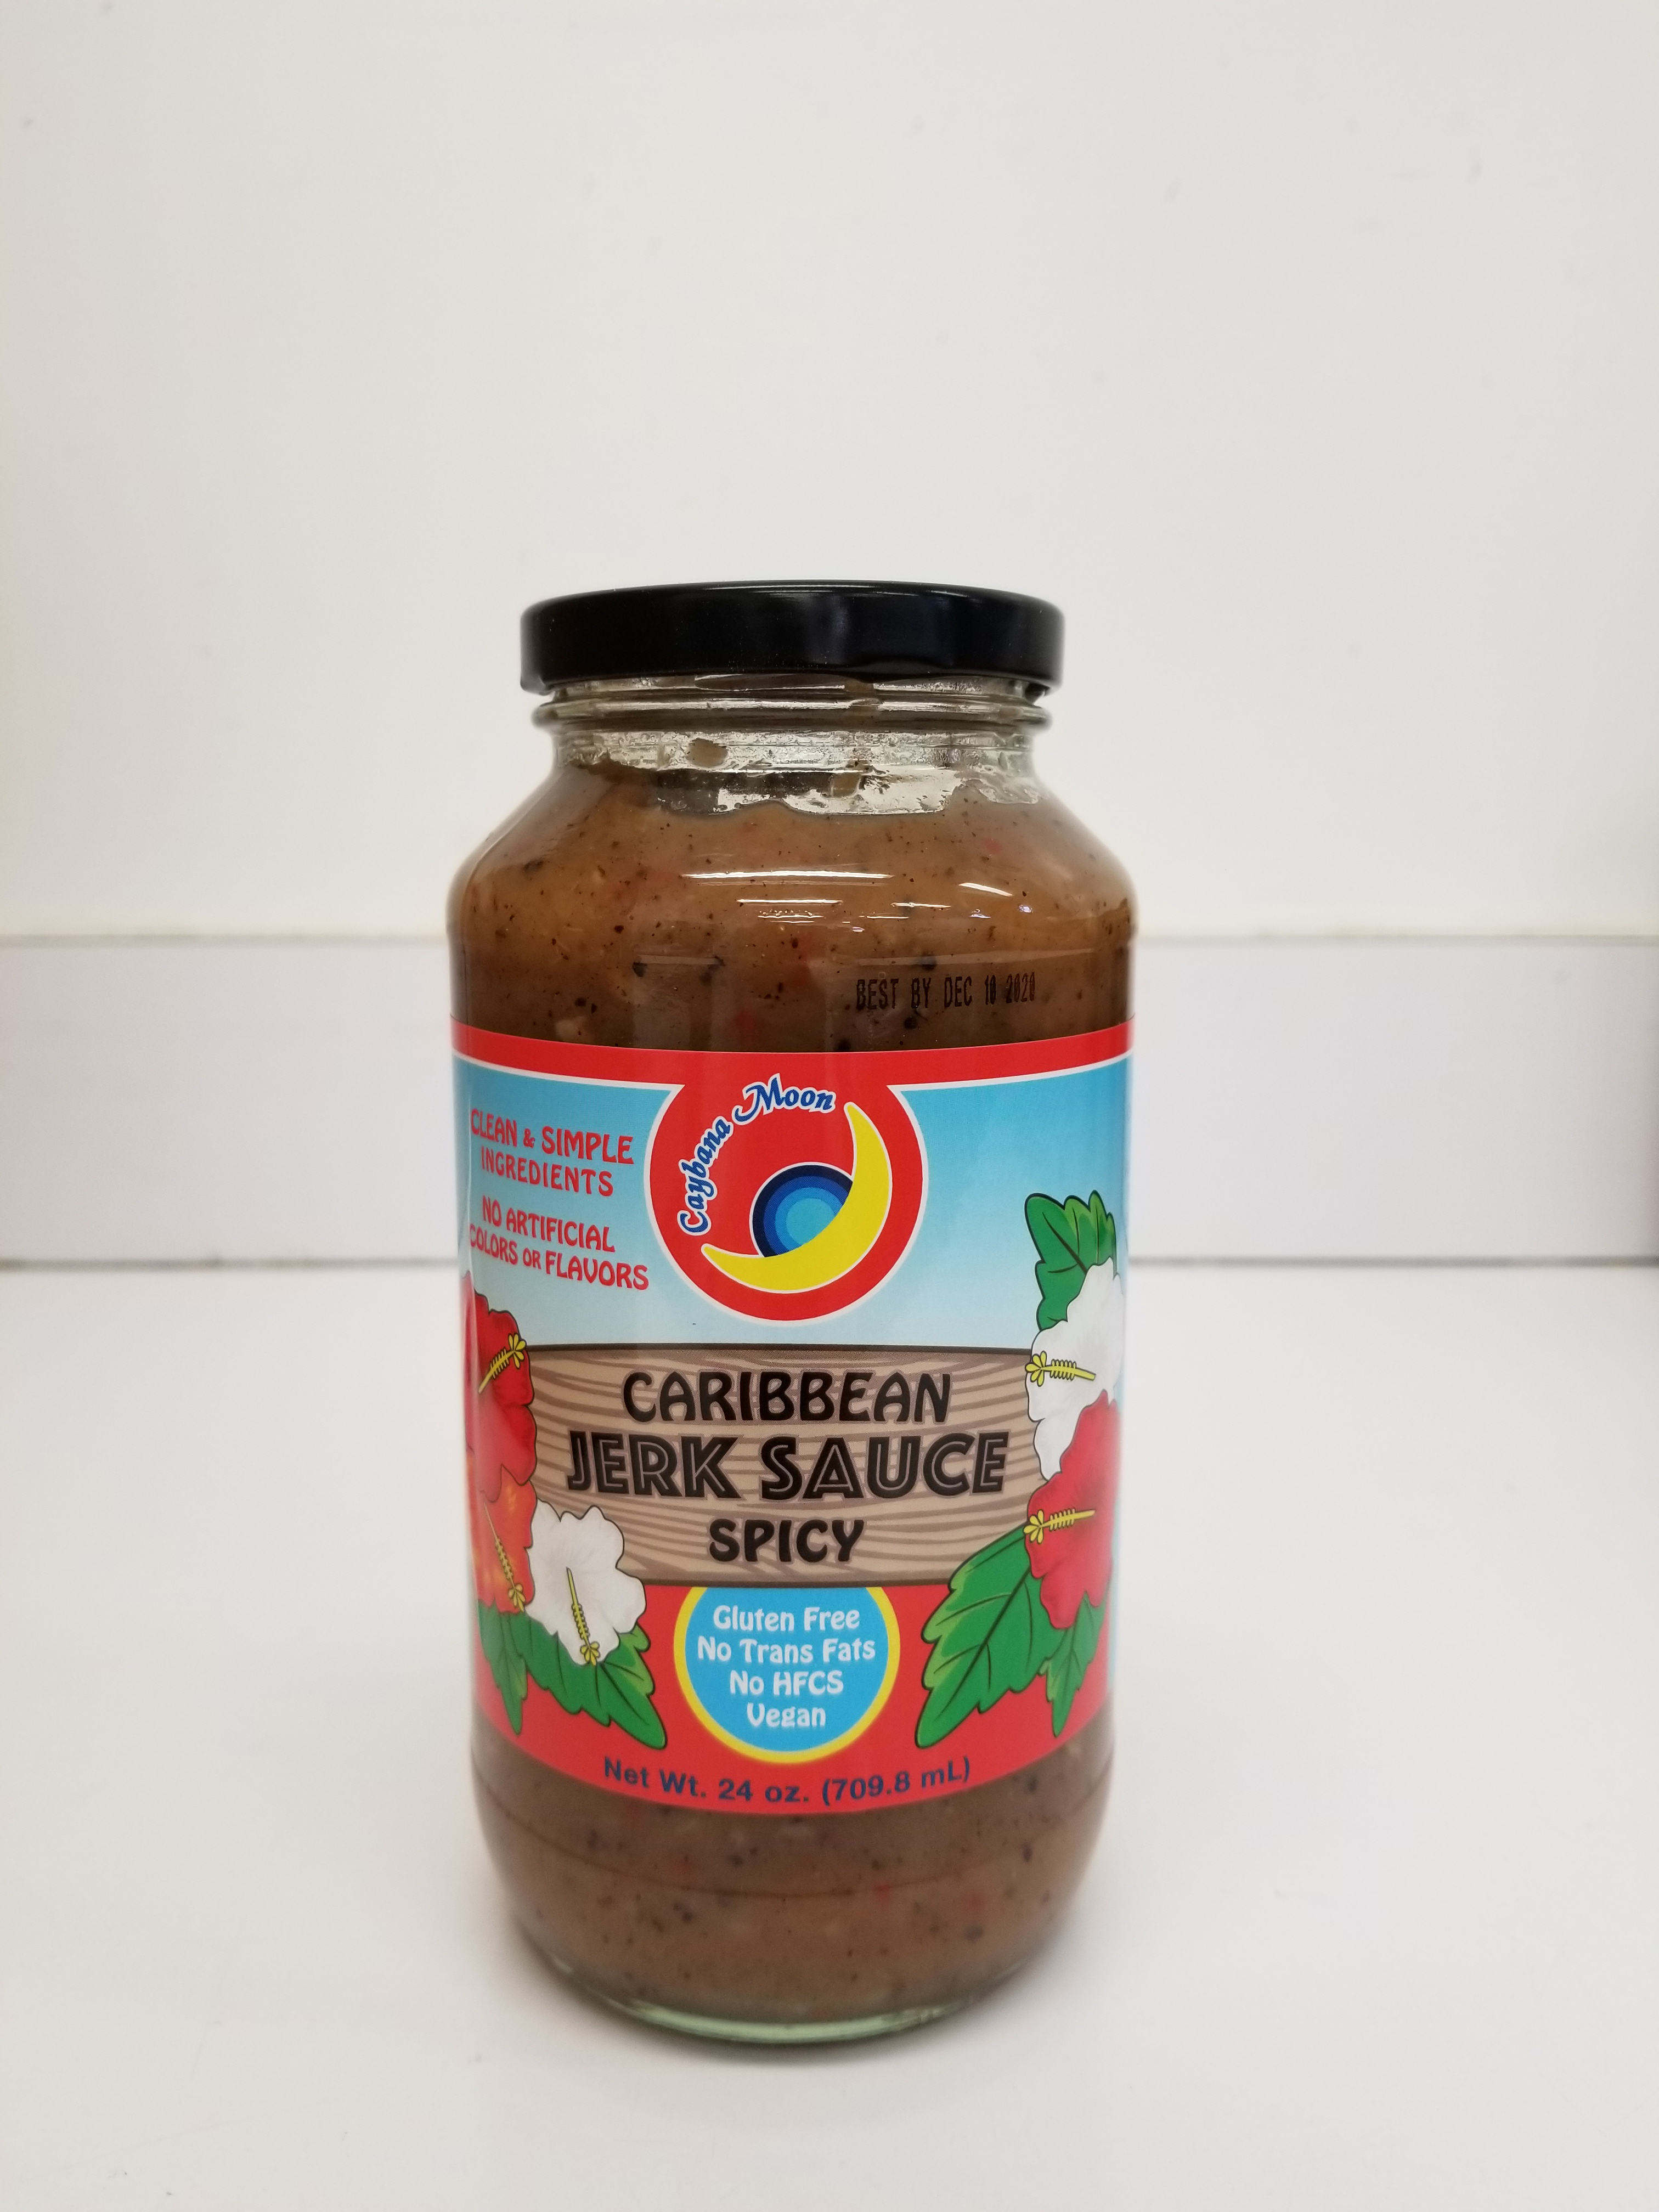 BEST BY DEC 10 2020
Caybana Moon
CLEAN & SIMPLE
INGREDIENTS
NO ARTIFICIAL
COLORS OR FLAVORS
CARIBBEAN
JERK SAUCE
SPICY
Gluten Free
No Trans Fats
No HFCS
Vegan
Net Wt. 24 oz. (709.8 mL)